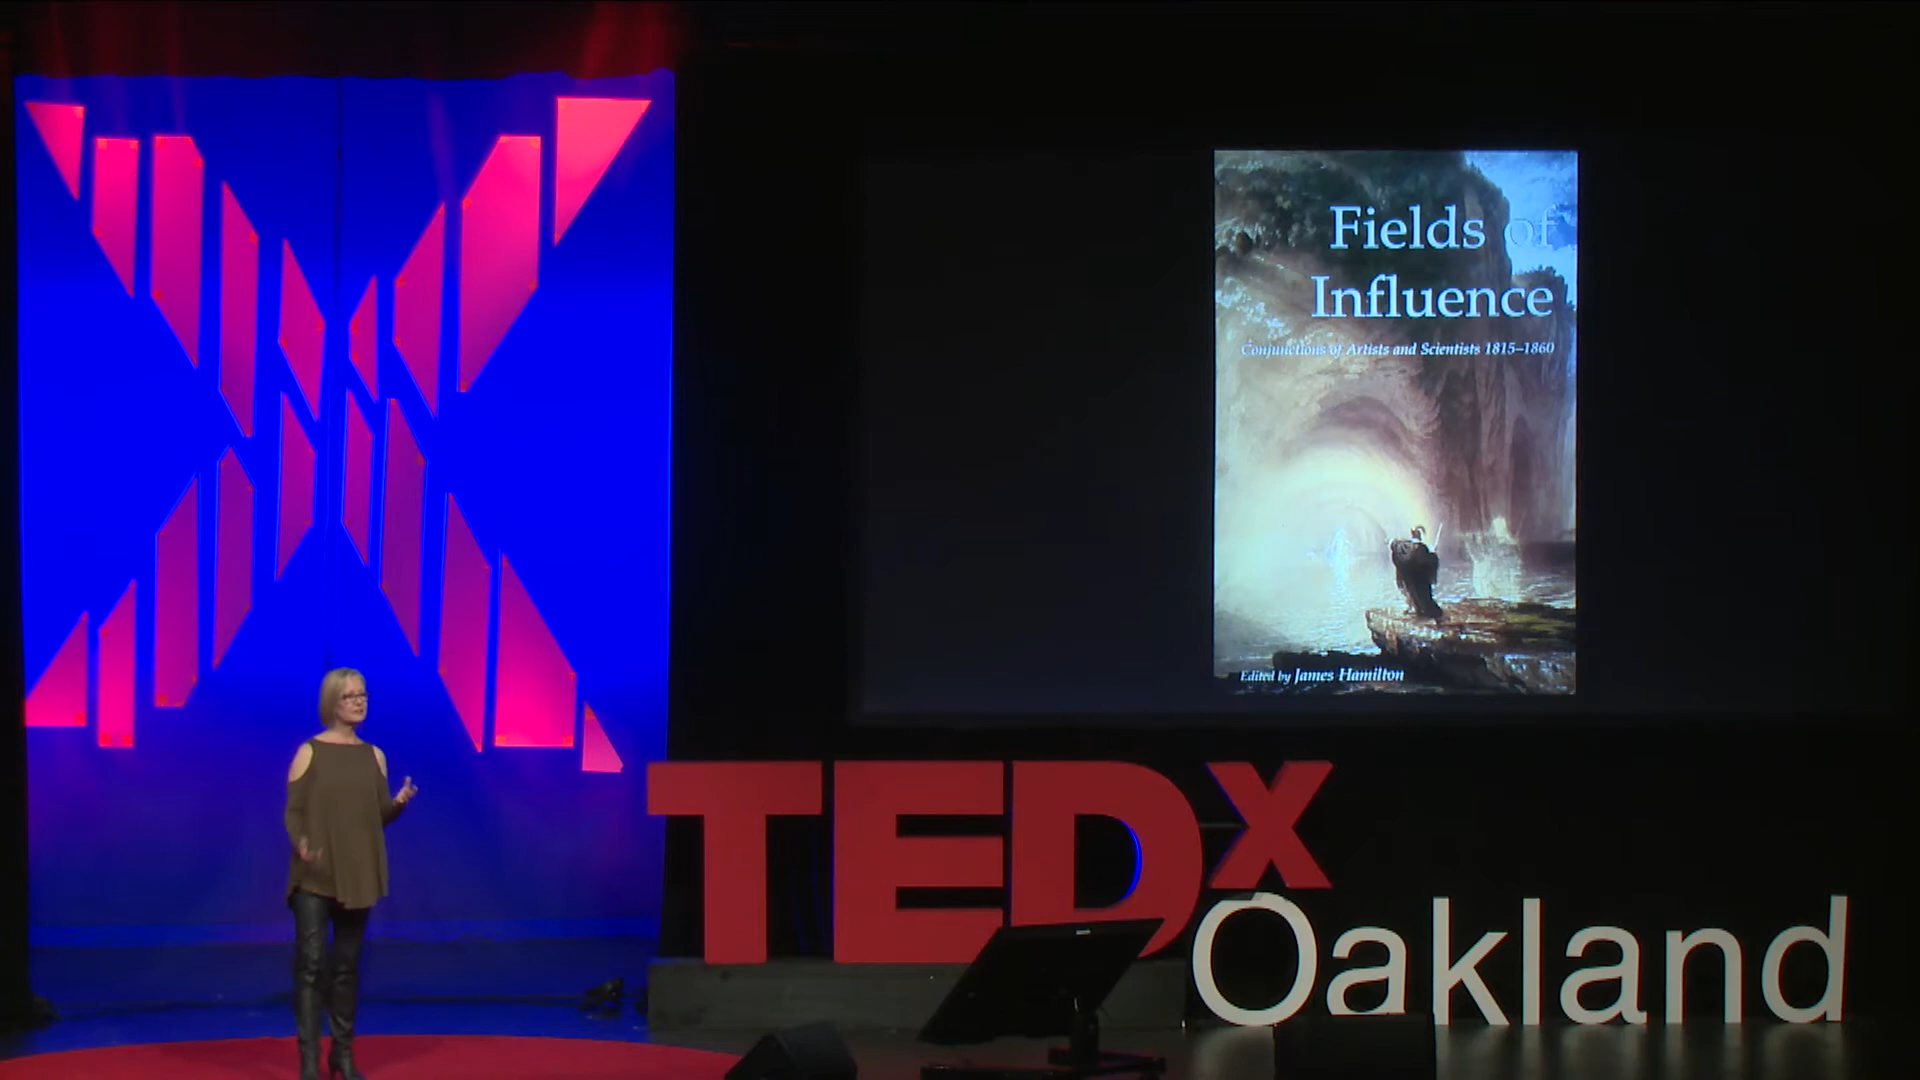 Fields of
Influence
Conjunctions of Artists and Scientists 1815–1860
Edited by James Hamilton
TEDx
Oakland